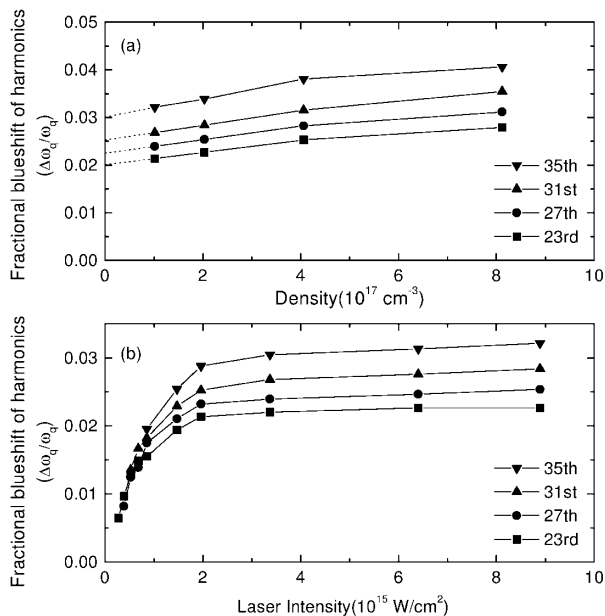 (a)
Fractional blueshift of harmonics
(Δω_q/ω_q)
0.05
0.04
0.03
0.02
0.01
0.00
35th
31st
27th
23rd
0 2 4 6 8 10
Density(10^17 cm^-3)
(b)
Fractional blueshift of harmonics
(Δω_q/ω_q)
0.03
0.02
0.01
0.00
35th
31st
27th
23rd
0 2 4 6 8 10
Laser Intensity(10^15 W/cm^2)